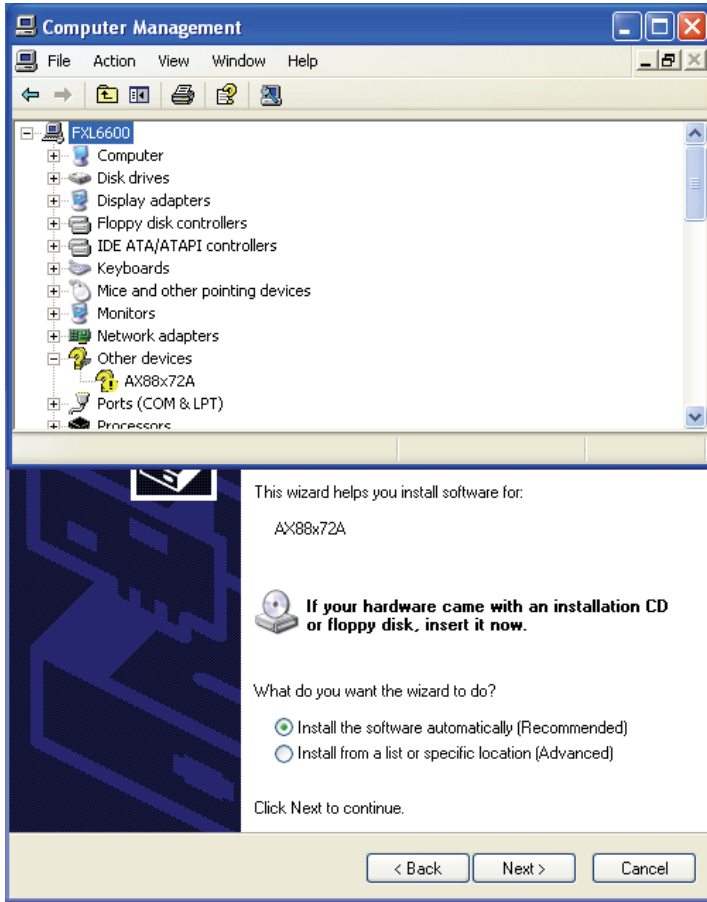 Computer Management
File Action View Window Help
FXL6600
Computer
Disk drives
Display adapters
Floppy disk controllers
IDE ATA/ATAPI controllers
Keyboards
Mice and other pointing devices
Monitors
Network adapters
Other devices
AX88x72A
Ports (COM & LPT)
Processors
This wizard helps you install software for:
AX88x72A
If your hardware came with an installation CD
or floppy disk, insert it now.
What do you want the wizard to do?
Install the software automatically (Recommended)
Install from a list or specific location (Advanced)
Click Next to continue.
< Back Next > Cancel